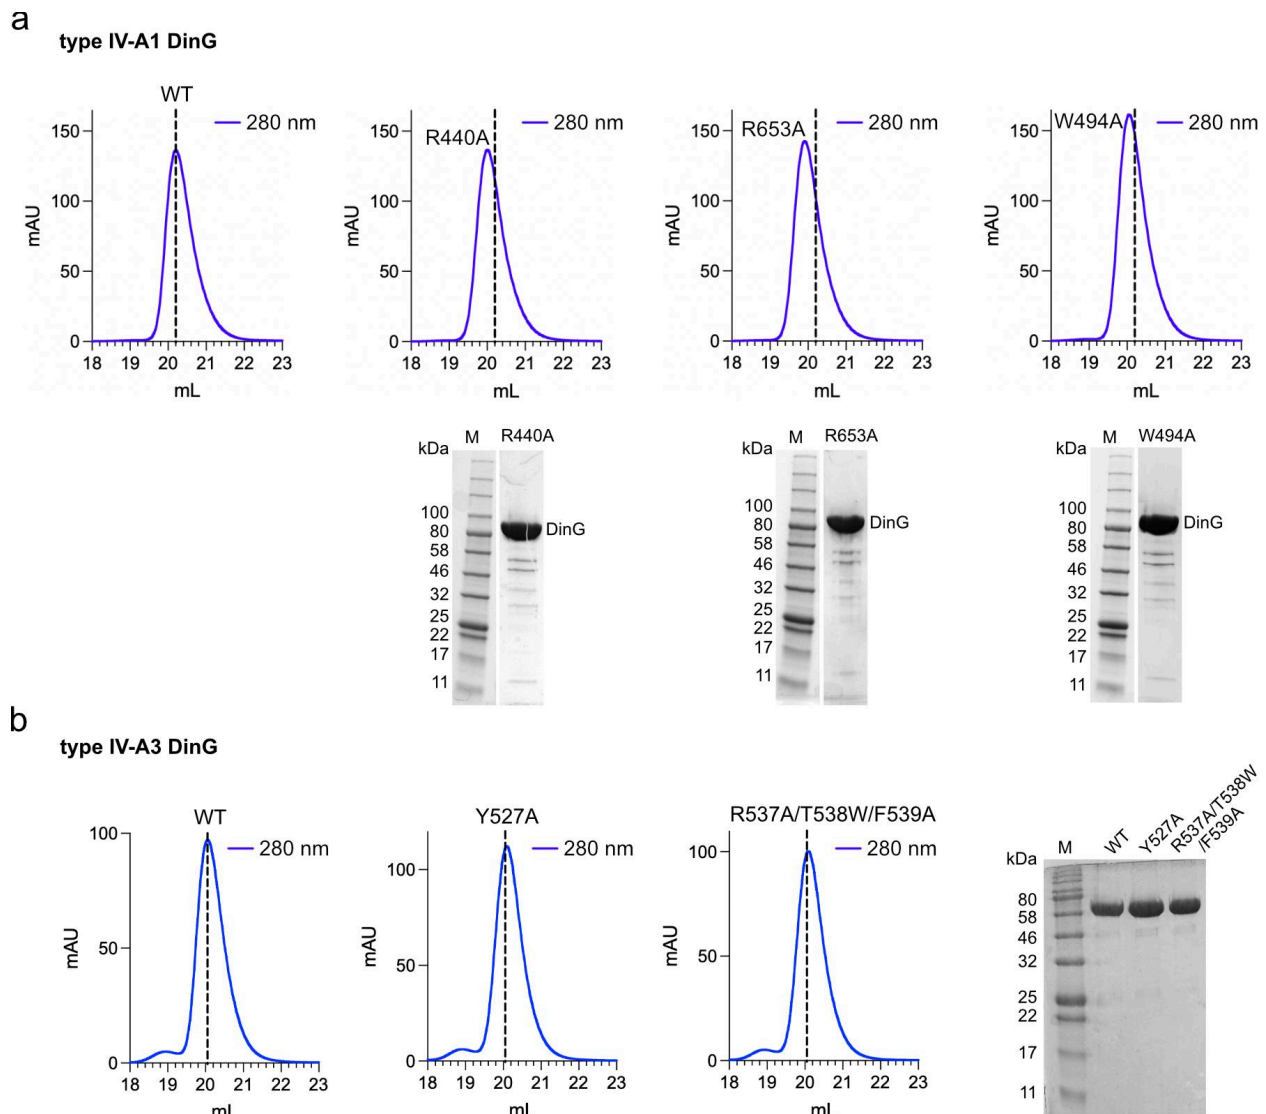 a
type IV-A1 DinG
WT
280 nm
150
100
50
0
mAU
18 19 20 21 22 23
mL
R440A
280 nm
150
100
50
0
mAU
18 19 20 21 22 23
mL
R653A
280 nm
150
100
50
0
mAU
18 19 20 21 22 23
mL
W494A
280 nm
150
100
50
0
mAU
18 19 20 21 22 23
mL
kDa M R440A
100
80
58
46
32
25
22
17
11
DinG
kDa M R653A
100
80
58
46
32
25
22
17
11
DinG
kDa M W494A
100
80
58
46
32
25
22
17
11
DinG
b
type IV-A3 DinG
WT
280 nm
100
50
0
mAU
18 19 20 21 22 23
mL
Y527A
280 nm
100
50
0
mAU
18 19 20 21 22 23
mL
R537A/T538W/F539A
280 nm
100
50
0
mAU
18 19 20 21 22 23
mL
kDa M WT Y527A R537A/T538W
/F539A
80
58
46
32
25
22
17
11